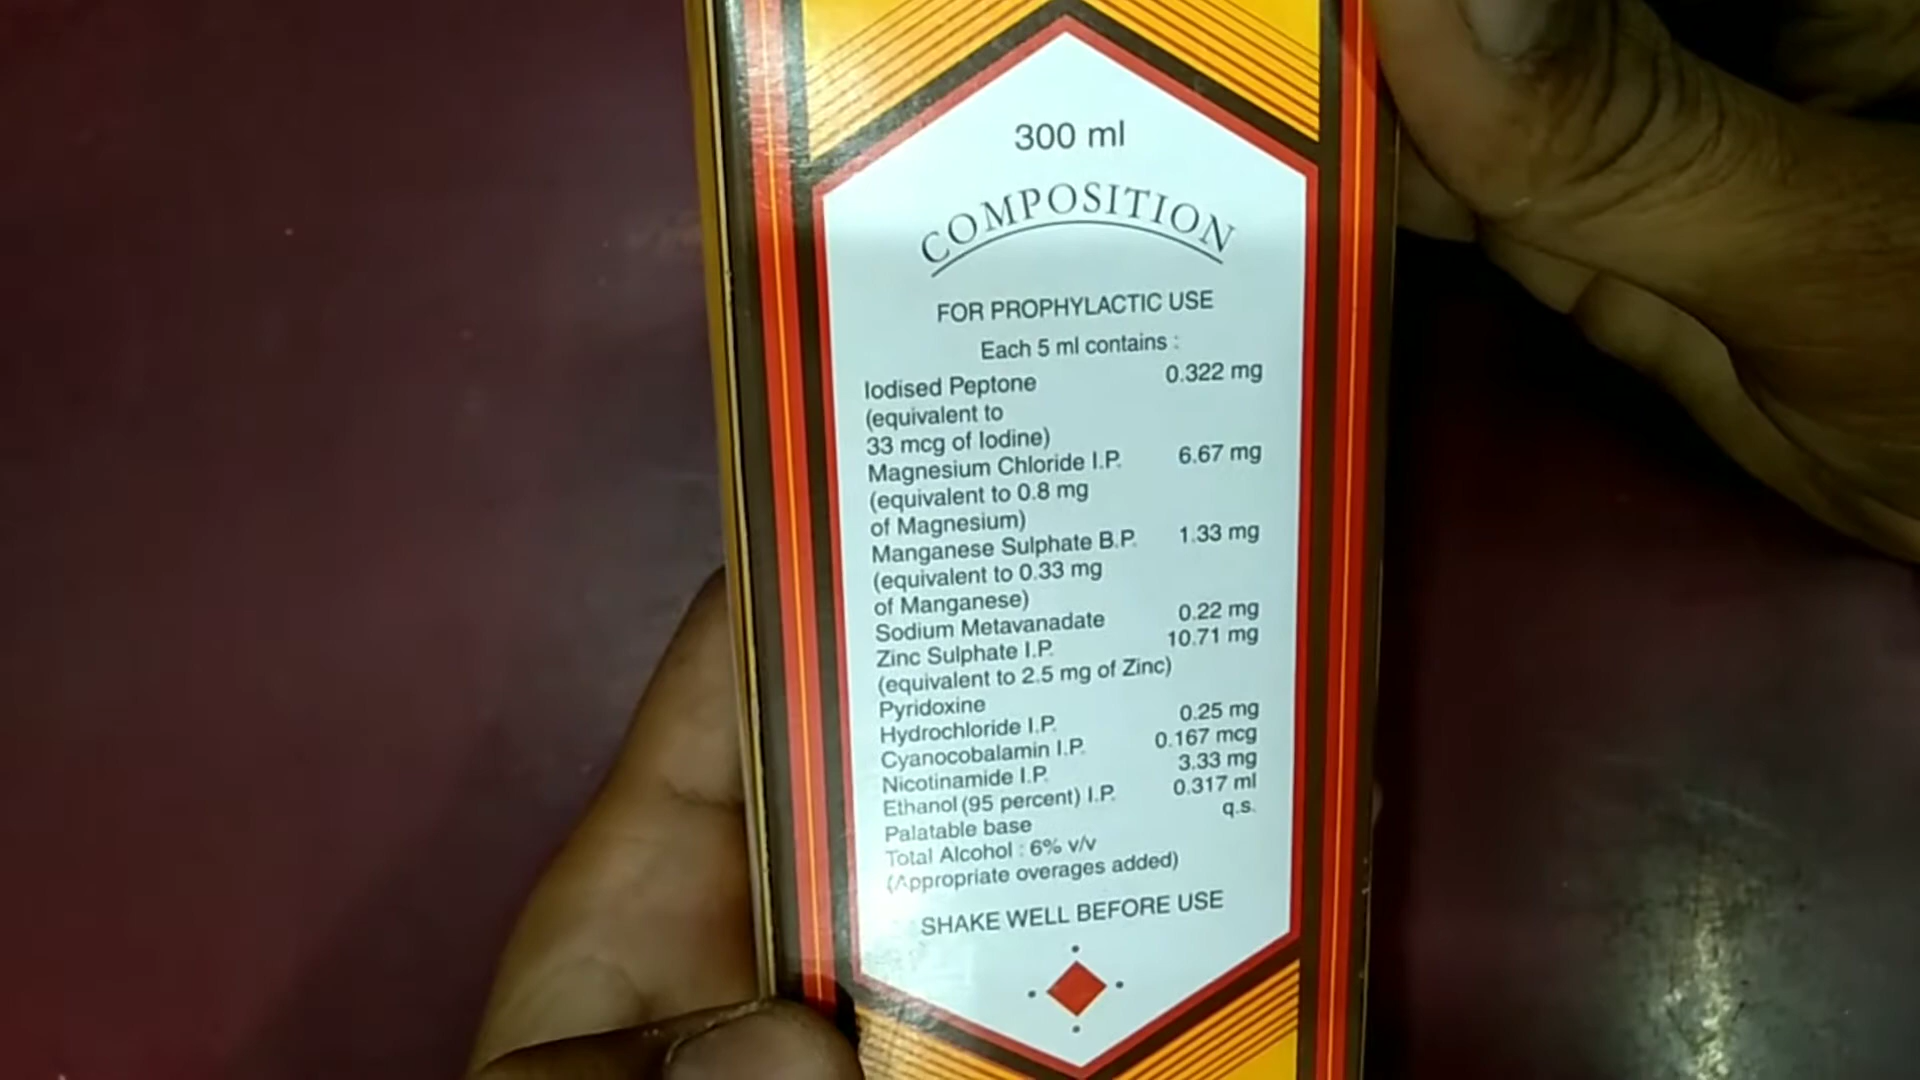 300 ml
COMPOSITION
FOR PROPHYLACTIC USE
Each 5 ml contains :
Iodised Peptone 0.322 mg
(equivalent to
33 mcg of Iodine)
Magnesium Chloride I.P. 6.67 mg
(equivalent to 0.8 mg
of Magnesium)
Manganese Sulphate B.P. 1.33 mg
(equivalent to 0.33 mg
of Manganese)
Sodium Metavanadate 0.22 mg
Zinc Sulphate I.P. 10.71 mg
(equivalent to 2.5 mg of Zinc)
Pyridoxine
Hydrochloride I.P. 0.25 mg
Cyanocobalamin I.P. 0.167 mcg
Nicotinamide I.P. 3.33 mg
Ethanol (95 percent) I.P. 0.317 ml
Palatable base q.s.
Total Alcohol : 6% v/v
(Appropriate overages added)
SHAKE WELL BEFORE USE